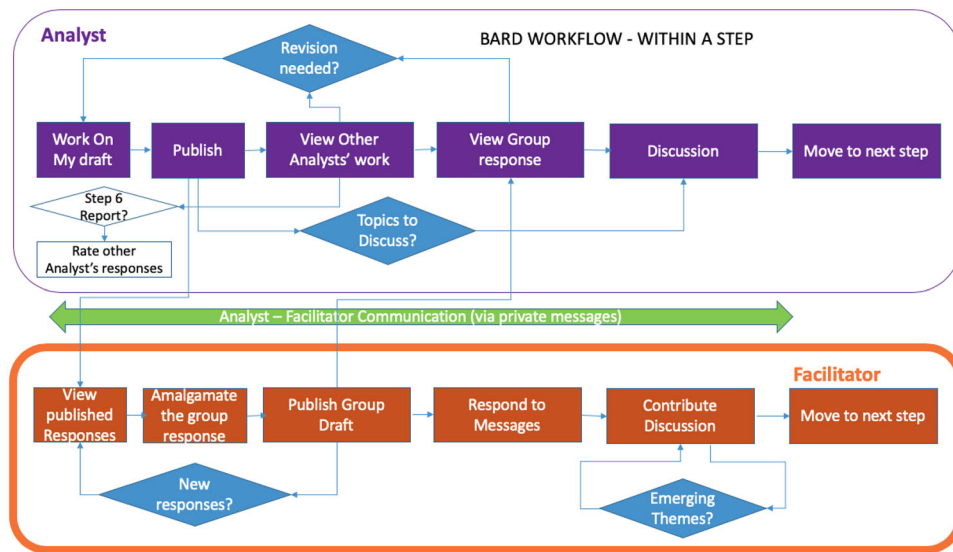 Analyst
BARD WORKFLOW - WITHIN A STEP
Revision
needed?
Work On
My draft
Publish
View Other
Analysts' work
View Group
response
Discussion
Move to next step
Step 6
Report?
Topics to
Discuss?
Rate other
Analyst's responses
Analyst – Facilitator Communication (via private messages)
Facilitator
View
published
Responses
Amalgamate
the group
response
Publish Group
Draft
Respond to
Messages
Contribute
Discussion
Move to next step
New
responses?
Emerging
Themes?